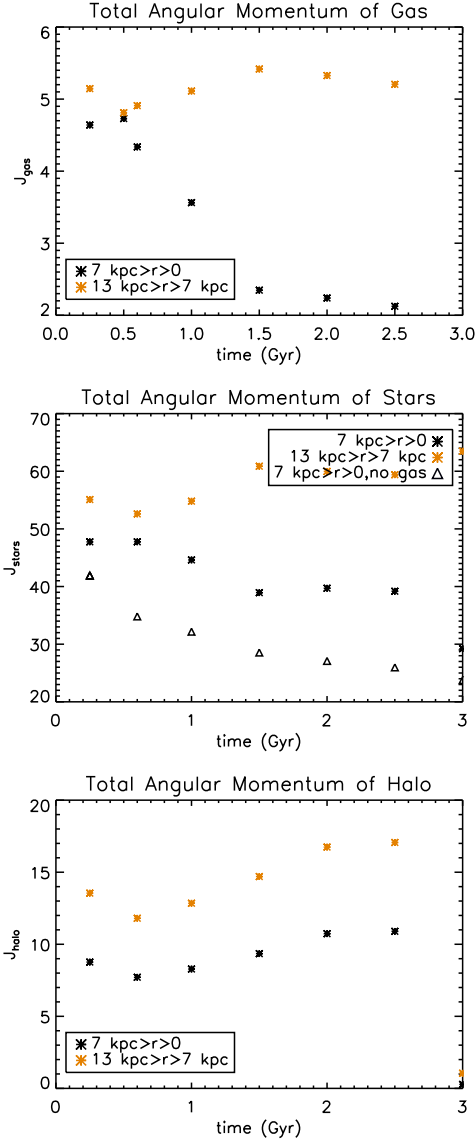 Total Angular Momentum of Gas
6
5
4
3
2
J_gas
7 kpc>r>0
13 kpc>r>7 kpc
0.0 0.5 1.0 1.5 2.0 2.5 3.0
time (Gyr)
Total Angular Momentum of Stars
70
60
50
40
30
20
J_stars
7 kpc>r>0
13 kpc>r>7 kpc
7 kpc>r>0,no gas
0 1 2 3
time (Gyr)
Total Angular Momentum of Halo
20
15
10
5
0
J_halo
7 kpc>r>0
13 kpc>r>7 kpc
0 1 2 3
time (Gyr)